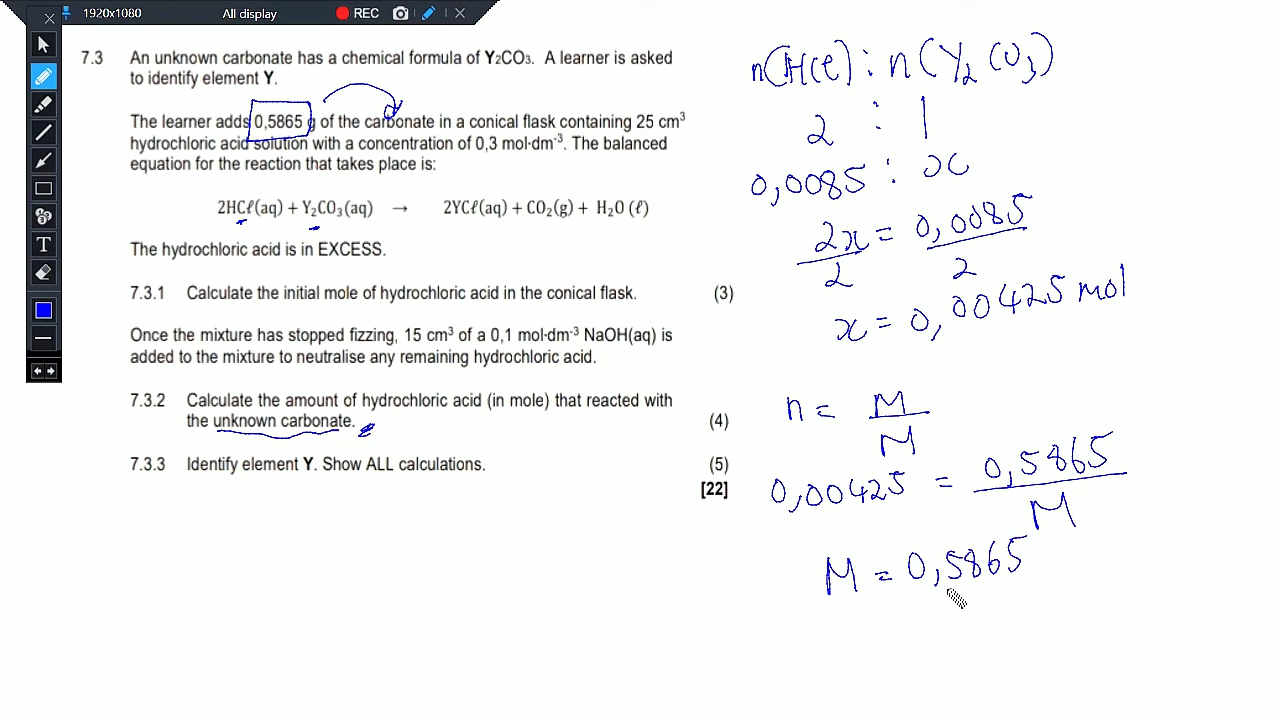 1920x1080 All display REC
7.3 An unknown carbonate has a chemical formula of Y₂CO₃. A learner is asked
to identify element Y.
The learner adds 0,5865 g of the carbonate in a conical flask containing 25 cm³
hydrochloric acid solution with a concentration of 0,3 mol·dm⁻³. The balanced
equation for the reaction that takes place is:
2HCℓ(aq) + Y₂CO₃(aq) → 2YCℓ(aq) + CO₂(g) + H₂O (ℓ)
The hydrochloric acid is in EXCESS.
7.3.1 Calculate the initial mole of hydrochloric acid in the conical flask. (3)
Once the mixture has stopped fizzing, 15 cm³ of a 0,1 mol·dm⁻³ NaOH(aq) is
added to the mixture to neutralise any remaining hydrochloric acid.
7.3.2 Calculate the amount of hydrochloric acid (in mole) that reacted with
the unknown carbonate. (4)
7.3.3 Identify element Y. Show ALL calculations. (5)
[22]
T
n(HCℓ) : n(Y₂CO₃)
2 : 1
0,0085 : x
2x = 0,0085
2 2
x = 0,00425 mol
n = M
M
0,00425 = 0,5865
M
M = 0,5865